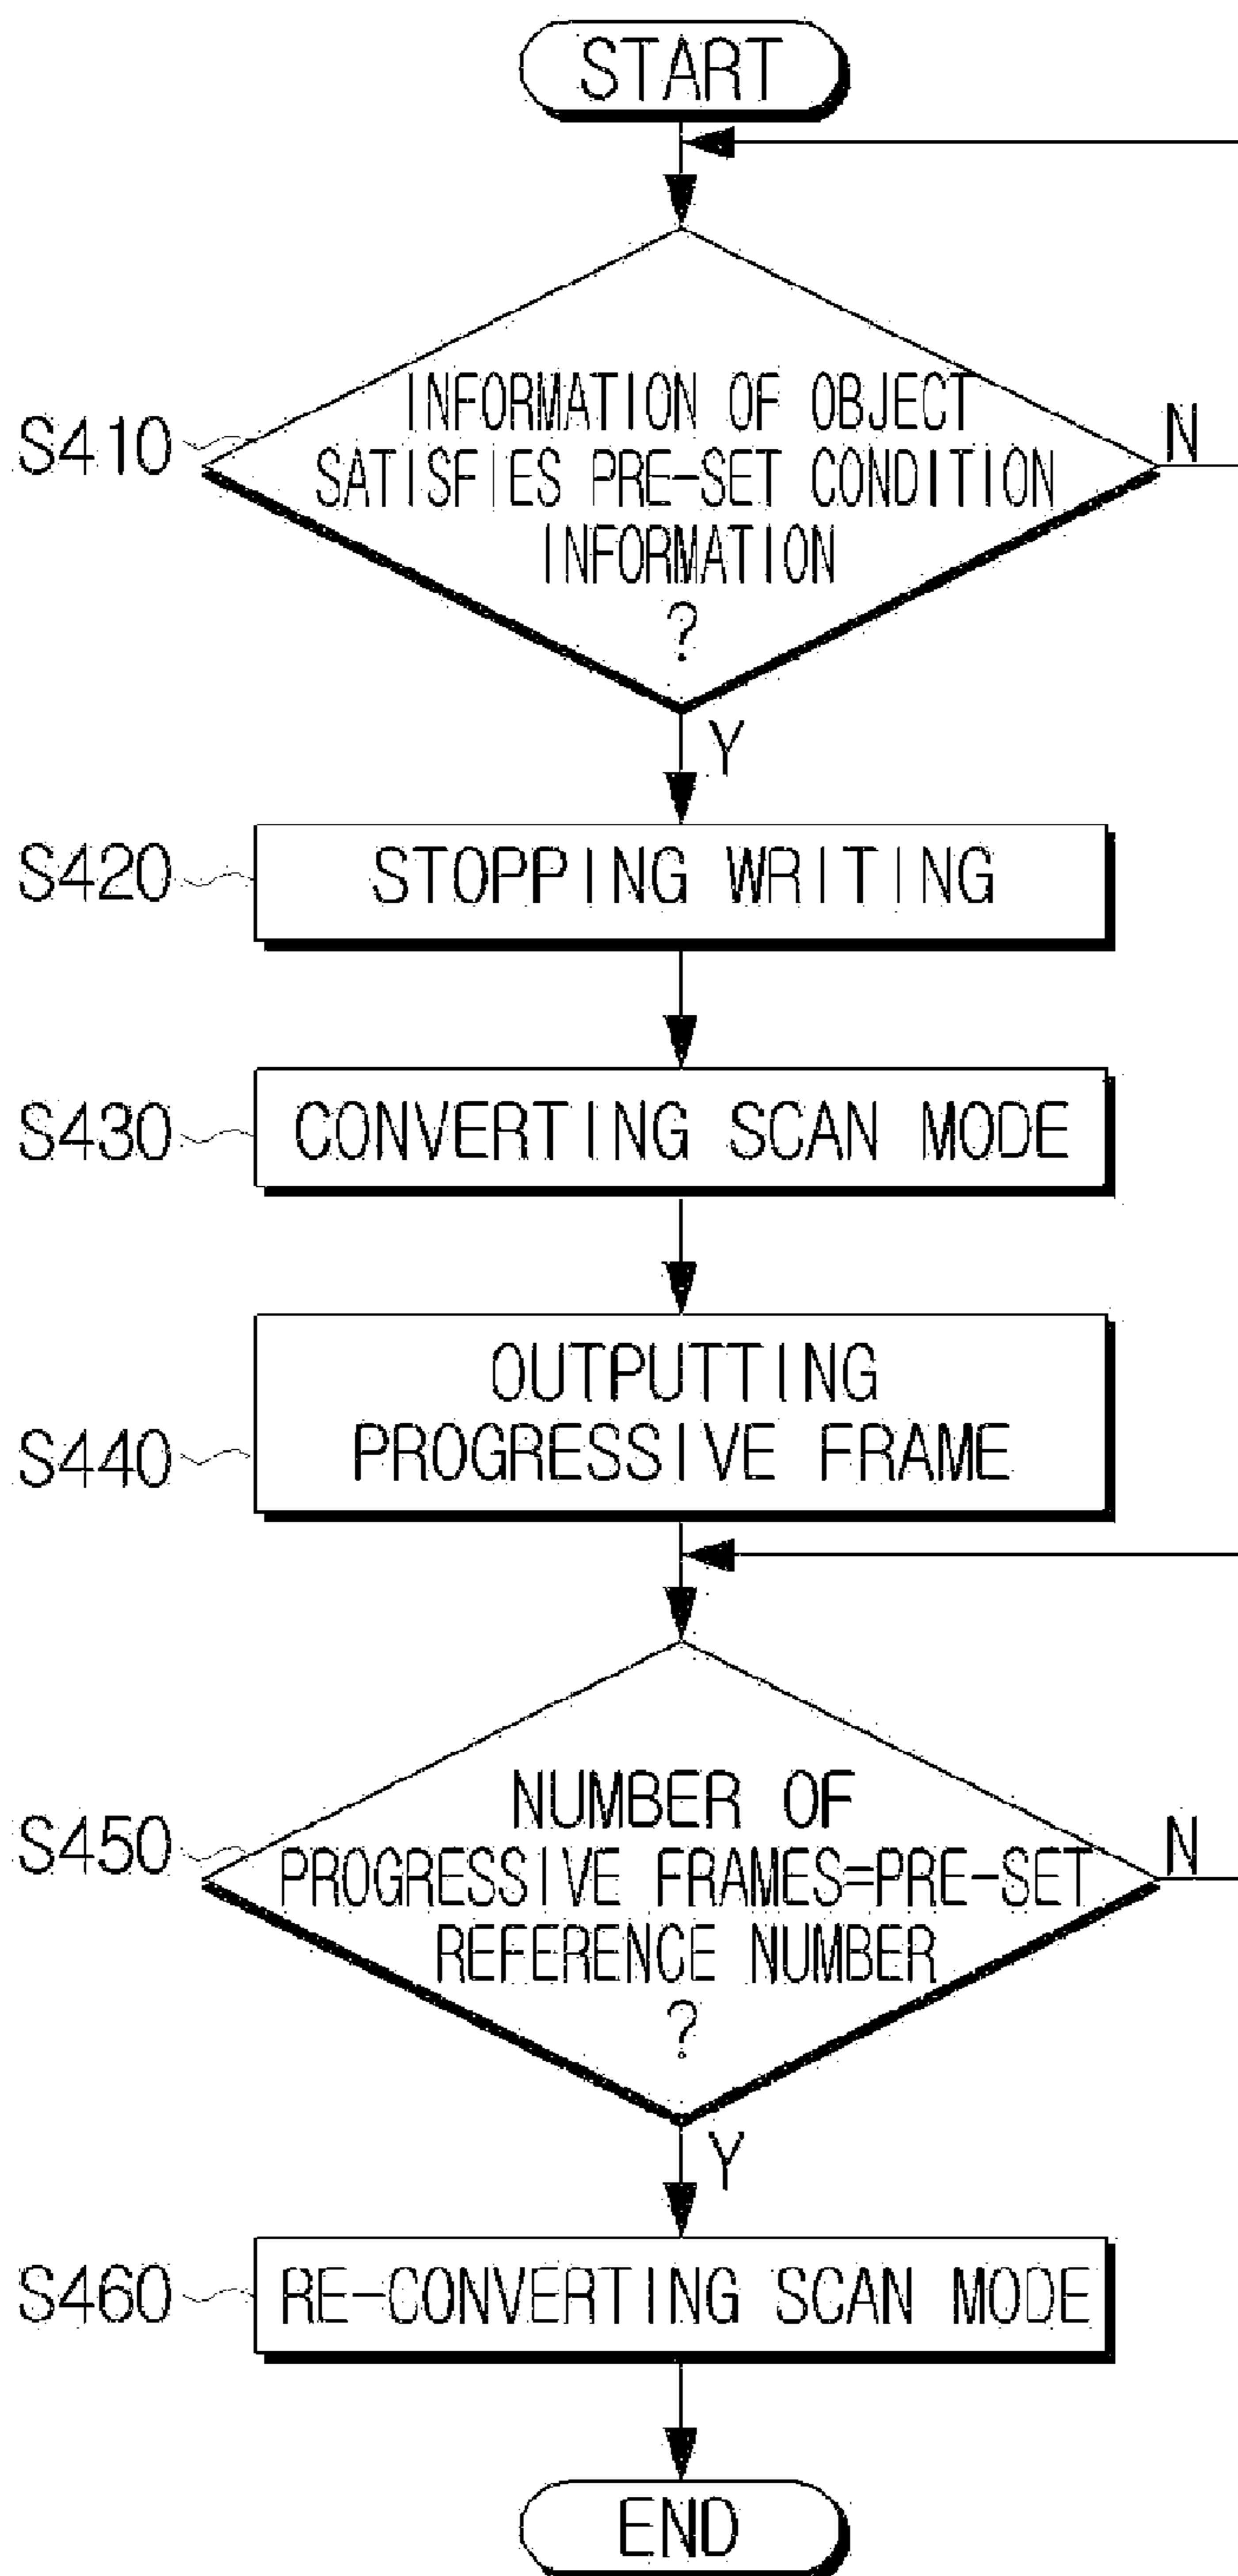 START
S410
INFORMATION OF OBJECT
SATISFIES PRE-SET CONDITION
INFORMATION
?
N
Y
S420
STOPPING WRITING
S430
CONVERTING SCAN MODE
S440
OUTPUTTING
PROGRESSIVE FRAME
S450
NUMBER OF
PROGRESSIVE FRAMES=PRE-SET
REFERENCE NUMBER
?
N
Y
S460
RE-CONVERTING SCAN MODE
END